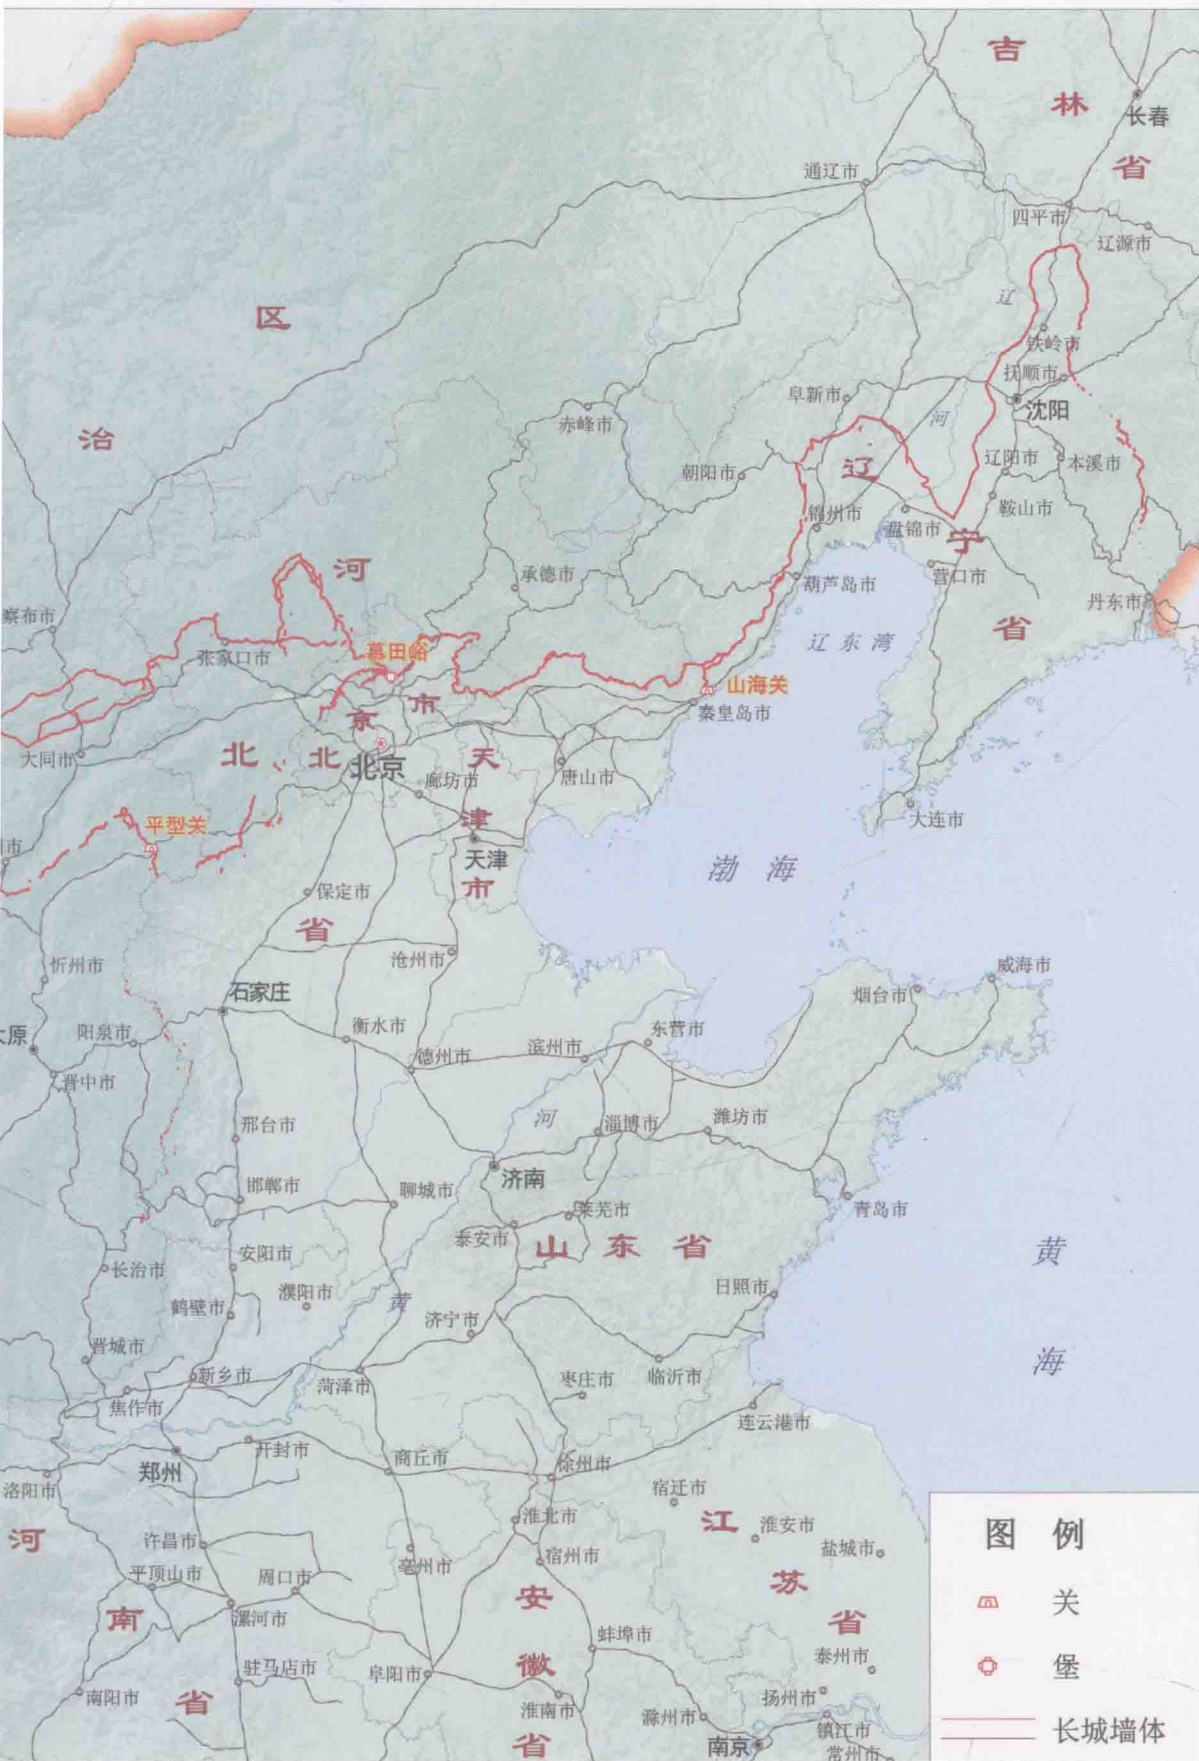 吉
林
省
长春
通辽市
四平市
辽源市
辽
区
铁岭市
抚顺市
阜新市
沈阳
河
赤峰市
治
朝阳市
辽
辽阳市
本溪市
锦州市
盘锦市
鞍山市
宁
河
承德市
葫芦岛市
营口市
丹东市
察布市
省
辽东湾
张家口市
慕田峪
山海关
市
京
秦皇岛市
大同市
北
北
北京
天
廊坊市
唐山市
大连市
平型关
津
市
天津
渤海
市
保定市
省
沧州市
忻州市
威海市
石家庄
烟台市
原
阳泉市
衡水市
东营市
德州市
滨州市
晋中市
河
邢台市
淄博市
潍坊市
济南
邯郸市
聊城市
莱芜市
青岛市
泰安市
山东省
黄
安阳市
长治市
濮阳市
日照市
黄
鹤壁市
济宁市
晋城市
海
新乡市
菏泽市
枣庄市
临沂市
焦作市
连云港市
开封市
商丘市
徐州市
郑州
洛阳市
宿迁市
淮北市
江
淮安市
河
许昌市
盐城市
宿州市
亳州市
平顶山市
周口市
苏
安
南
漯河市
省
蚌埠市
泰州市
驻马店市
阜阳市
徽
南阳市
省
淮南市
扬州市
滁州市
镇江市
南京
省
常州市
图例
关
堡
长城墙体